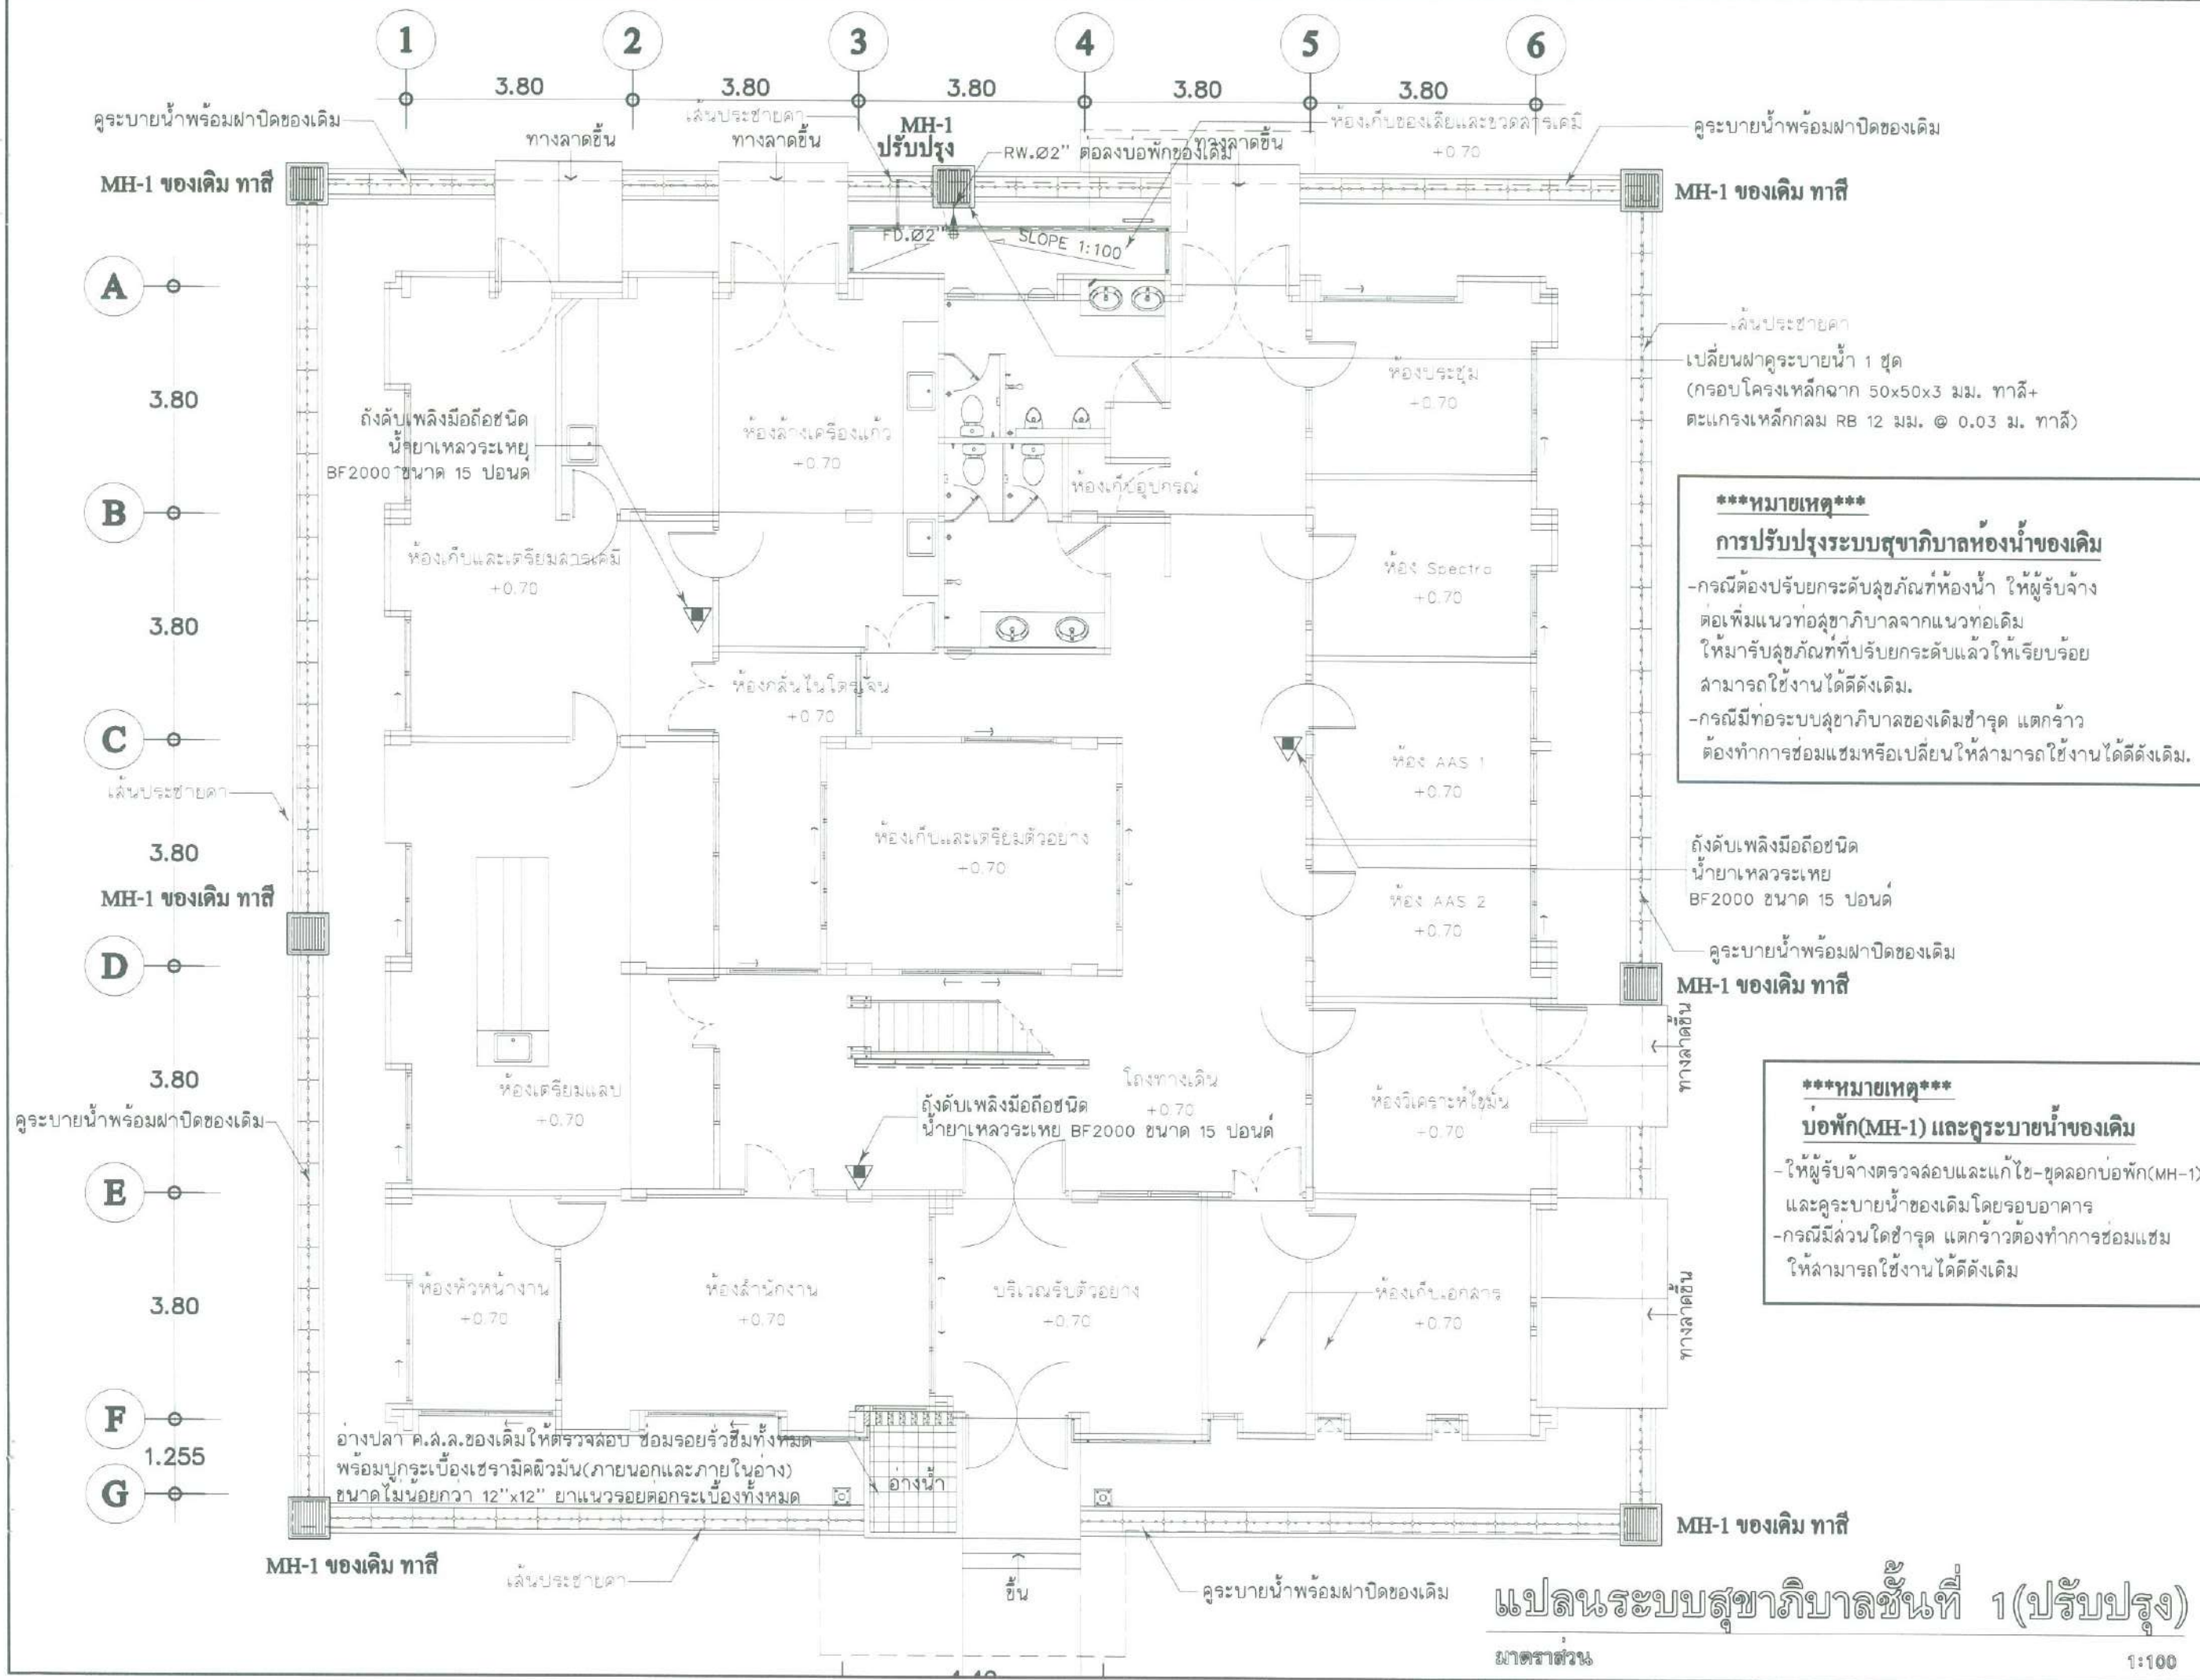 1
2
3
4
5
6
3.80
3.80
3.80
3.80
3.80
คูระบายน้ำพร้อมฝาปิดของเดิม
ทางลาดขึ้น
เส้นประชายคา
ทางลาดขึ้น
MH-1
ปรับปรุง
RW.Ø2" ต่อลงบ่อพักของเดิม
ทางลาดขึ้น
ห้องเก็บของเสียและขวดสารเคมี
+0.70
คูระบายน้ำพร้อมฝาปิดของเดิม
MH-1 ของเดิม ทาสี
MH-1 ของเดิม ทาสี
FD.Ø2"
SLOPE 1:100
A
3.80
B
3.80
C
3.80
D
3.80
E
3.80
F
1.255
G
เส้นประชายคา
เปลี่ยนฝาคูระบายน้ำ 1 ชุด
(กรอบโครงเหล็กฉาก 50x50x3 มม. ทาสี+
ตะแกรงเหล็กกลม RB 12 มม. @ 0.03 ม. ทาสี)
ถังดับเพลิงมือถือชนิด
น้ำยาเหลวระเหย
BF2000 ขนาด 15 ปอนด์
ห้องล้างเครื่องแก้ว
+0.70
ห้องประชุม
+0.70
ห้องเก็บอุปกรณ์
ห้องเก็บและเตรียมสารเคมี
+0.70
ห้อง Spectro
+0.70
***หมายเหตุ***
การปรับปรุงระบบสุขาภิบาลห้องน้ำของเดิม
-กรณีต้องปรับยกระดับสุขภัณฑ์ห้องน้ำ ให้ผู้รับจ้าง
ต่อเพิ่มแนวท่อสุขาภิบาลจากแนวท่อเดิม
ให้มารับสุขภัณฑ์ที่ปรับยกระดับแล้วให้เรียบร้อย
สามารถใช้งานได้ดีดังเดิม.
-กรณีมีท่อระบบสุขาภิบาลของเดิมชำรุด แตกร้าว
ต้องทำการซ่อมแซมหรือเปลี่ยนให้สามารถใช้งานได้ดีดังเดิม.
ห้องกลั่นไนโตรเจน
+0.70
ห้อง AAS 1
+0.70
เส้นประชายคา
MH-1 ของเดิม ทาสี
ห้องเก็บและเตรียมตัวอย่าง
+0.70
ห้อง AAS 2
+0.70
ถังดับเพลิงมือถือชนิด
น้ำยาเหลวระเหย
BF2000 ขนาด 15 ปอนด์
คูระบายน้ำพร้อมฝาปิดของเดิม
MH-1 ของเดิม ทาสี
ทางลาดขึ้น
คูระบายน้ำพร้อมฝาปิดของเดิม
ห้องเตรียมแลบ
+0.70
ถังดับเพลิงมือถือชนิด
น้ำยาเหลวระเหย BF2000 ขนาด 15 ปอนด์
โถงทางเดิน
+0.70
ห้องวิเคราะห์ไขมัน
+0.70
***หมายเหตุ***
บ่อพัก(MH-1) และคูระบายน้ำของเดิม
-ให้ผู้รับจ้างตรวจสอบและแก้ไข-ขุดลอกบ่อพัก(MH-1)
และคูระบายน้ำของเดิมโดยรอบอาคาร
-กรณีมีส่วนใดชำรุด แตกร้าวต้องทำการซ่อมแซม
ให้สามารถใช้งานได้ดีดังเดิม
ห้องหัวหน้างาน
+0.70
ห้องสำนักงาน
+0.70
บริเวณรับตัวอย่าง
+0.70
ห้องเก็บเอกสาร
+0.70
ทางลาดขึ้น
อ่างปลา ค.ส.ล.ของเดิมให้ตรวจสอบ ซ่อมรอยรั่วซึมทั้งหมด
พร้อมปูกระเบื้องเซรามิคผิวมัน(ภายนอกและภายในอ่าง)
ขนาดไม่น้อยกว่า 12"x12" ยาแนวรอยต่อกระเบื้องทั้งหมด
อ่างน้ำ
MH-1 ของเดิม ทาสี
MH-1 ของเดิม ทาสี
เส้นประชายคา
ขึ้น
คูระบายน้ำพร้อมฝาปิดของเดิม
แปลนระบบสุขาภิบาลชั้นที่ 1(ปรับปรุง)
มาตราส่วน
1:100